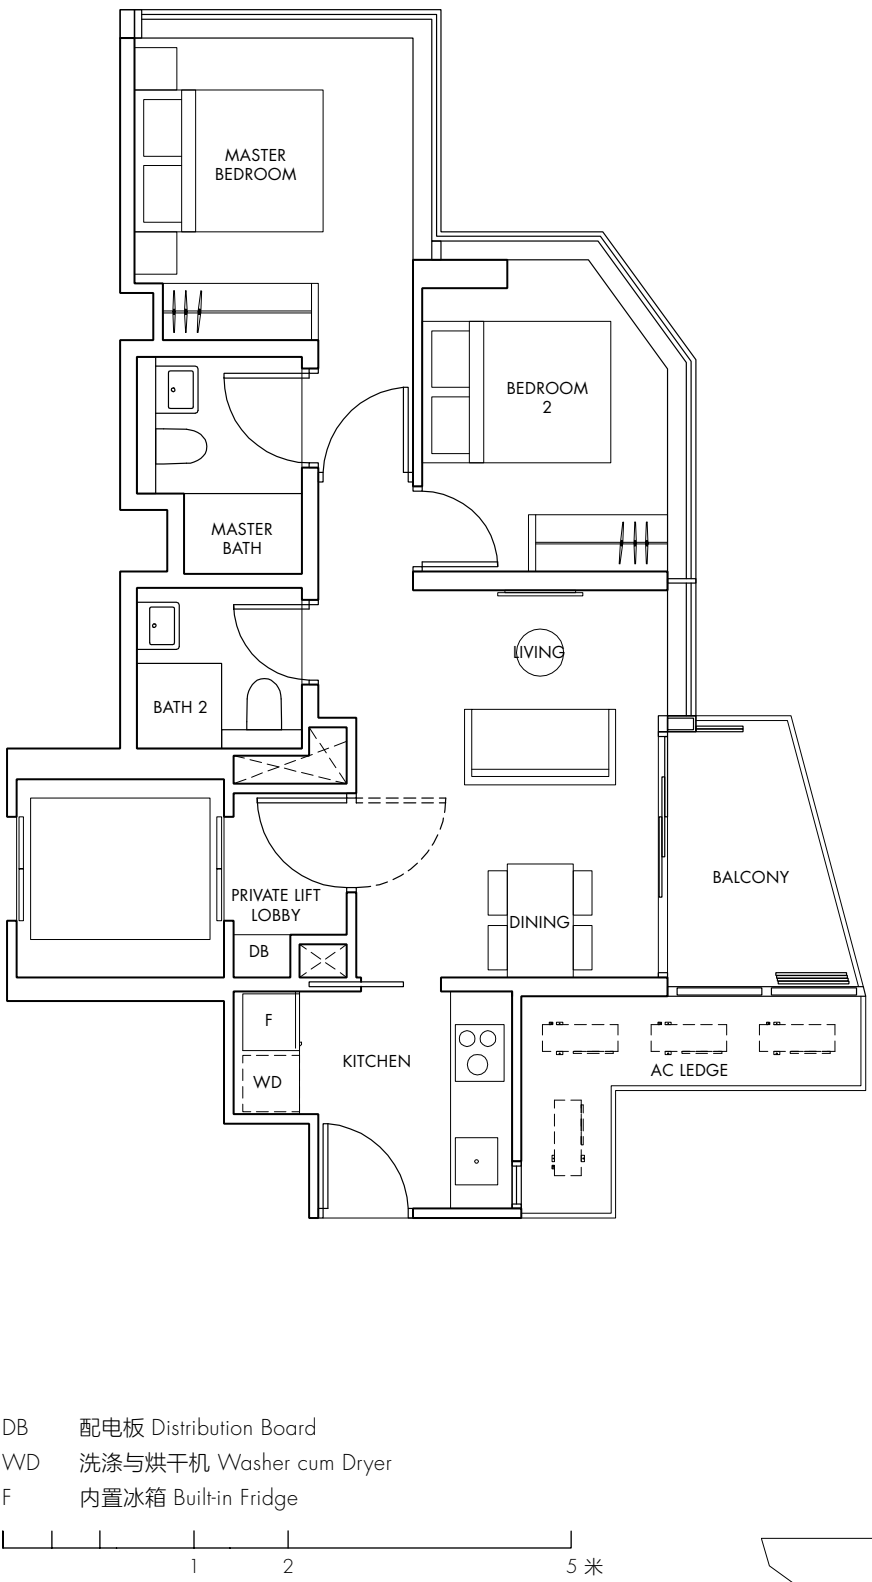 MASTER
BEDROOM
BEDROOM
2
MASTER
BATH
LIVING
BATH 2
BALCONY
PRIVATE LIFT
LOBBY
DINING
DB
F
KITCHEN
AC LEDGE
WD
DB 配电板 Distribution Board
WD 洗涤与烘干机 Washer cum Dryer
F 内置冰箱 Built-in Fridge
1 2 5 米